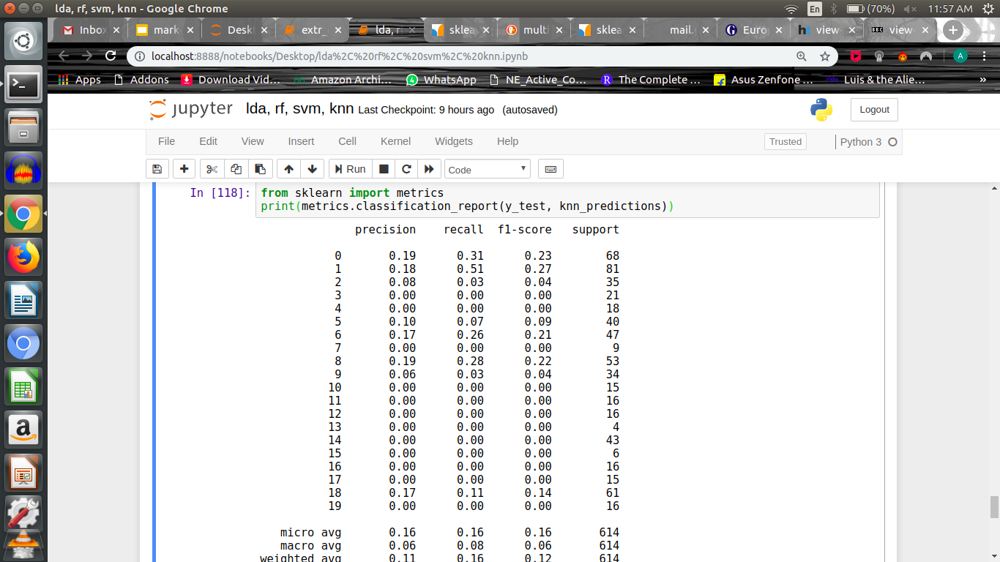 lda, rf, svm, knn - Google Chrome En (70%) 11:57 AM
Inbo mark Deskt extr_ lda, r sklea multi sklea mail. Euro view- BBC view-
localhost:8888/notebooks/Desktop/lda%2C%20rf%2C%20svm%2C%20knn.ipynb A
Apps Addons Download Vid... Amazon Archi... WhatsApp NE_Active_Co... R The Complete ... Asus Zenfone ... Luis & the Alie... »
jupyter lda, rf, svm, knn Last Checkpoint: 9 hours ago (autosaved) Logout
File Edit View Insert Cell Kernel Widgets Help Trusted Python 3
Run Code
In [118]: from sklearn import metrics
print(metrics.classification_report(y_test, knn_predictions))
precision recall f1-score support
0 0.19 0.31 0.23 68
1 0.18 0.51 0.27 81
2 0.08 0.03 0.04 35
3 0.00 0.00 0.00 21
4 0.00 0.00 0.00 18
5 0.10 0.07 0.09 40
6 0.17 0.26 0.21 47
7 0.00 0.00 0.00 9
8 0.19 0.28 0.22 53
9 0.06 0.03 0.04 34
10 0.00 0.00 0.00 15
11 0.00 0.00 0.00 16
12 0.00 0.00 0.00 16
13 0.00 0.00 0.00 4
14 0.00 0.00 0.00 43
15 0.00 0.00 0.00 6
16 0.00 0.00 0.00 16
17 0.00 0.00 0.00 15
18 0.17 0.11 0.14 61
19 0.00 0.00 0.00 16
micro avg 0.16 0.16 0.16 614
macro avg 0.06 0.08 0.06 614
weighted avg 0.11 0.16 0.12 614